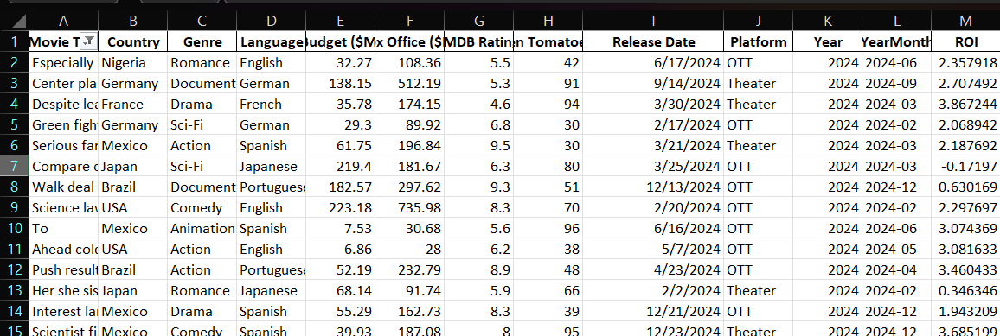 A B C D E F G H I J K L M
1 Movie T Country Genre Language udget ($M x Office ($ MDB Rating n Tomatoe Release Date Platform Year YearMonth ROI
2 Especially Nigeria Romance English 32.27 108.36 5.5 42 6/17/2024 OTT 2024 2024-06 2.357918
3 Center pla Germany Document German 138.15 512.19 5.3 91 9/14/2024 Theater 2024 2024-09 2.707492
4 Despite lea France Drama French 35.78 174.15 4.6 94 3/30/2024 Theater 2024 2024-03 3.867244
5 Green figh Germany Sci-Fi German 29.3 89.92 6.8 30 2/17/2024 OTT 2024 2024-02 2.068942
6 Serious far Mexico Action Spanish 61.75 196.84 9.5 30 3/21/2024 Theater 2024 2024-03 2.187692
7 Compare c Japan Sci-Fi Japanese 219.4 181.67 6.3 80 3/25/2024 OTT 2024 2024-03 -0.17197
8 Walk deal Brazil Document Portuguese 182.57 297.62 9.3 51 12/13/2024 OTT 2024 2024-12 0.630169
9 Science law USA Comedy English 223.18 735.98 8.3 70 2/20/2024 OTT 2024 2024-02 2.297697
10 To Mexico Animation Spanish 7.53 30.68 5.6 96 6/16/2024 OTT 2024 2024-06 3.074369
11 Ahead cold USA Action English 6.86 28 6.2 38 5/7/2024 OTT 2024 2024-05 3.081633
12 Push result Brazil Action Portuguese 52.19 232.79 8.9 48 4/23/2024 OTT 2024 2024-04 3.460433
13 Her she sis Japan Romance Japanese 68.14 91.74 5.9 66 2/2/2024 Theater 2024 2024-02 0.346346
14 Interest lar Mexico Drama Spanish 55.29 162.73 8.3 39 12/21/2024 OTT 2024 2024-12 1.943209
15 Scientist fi Mexico Comedy Spanish 39.93 187.08 8 95 12/23/2024 Theater 2024 2024-12 3.685199